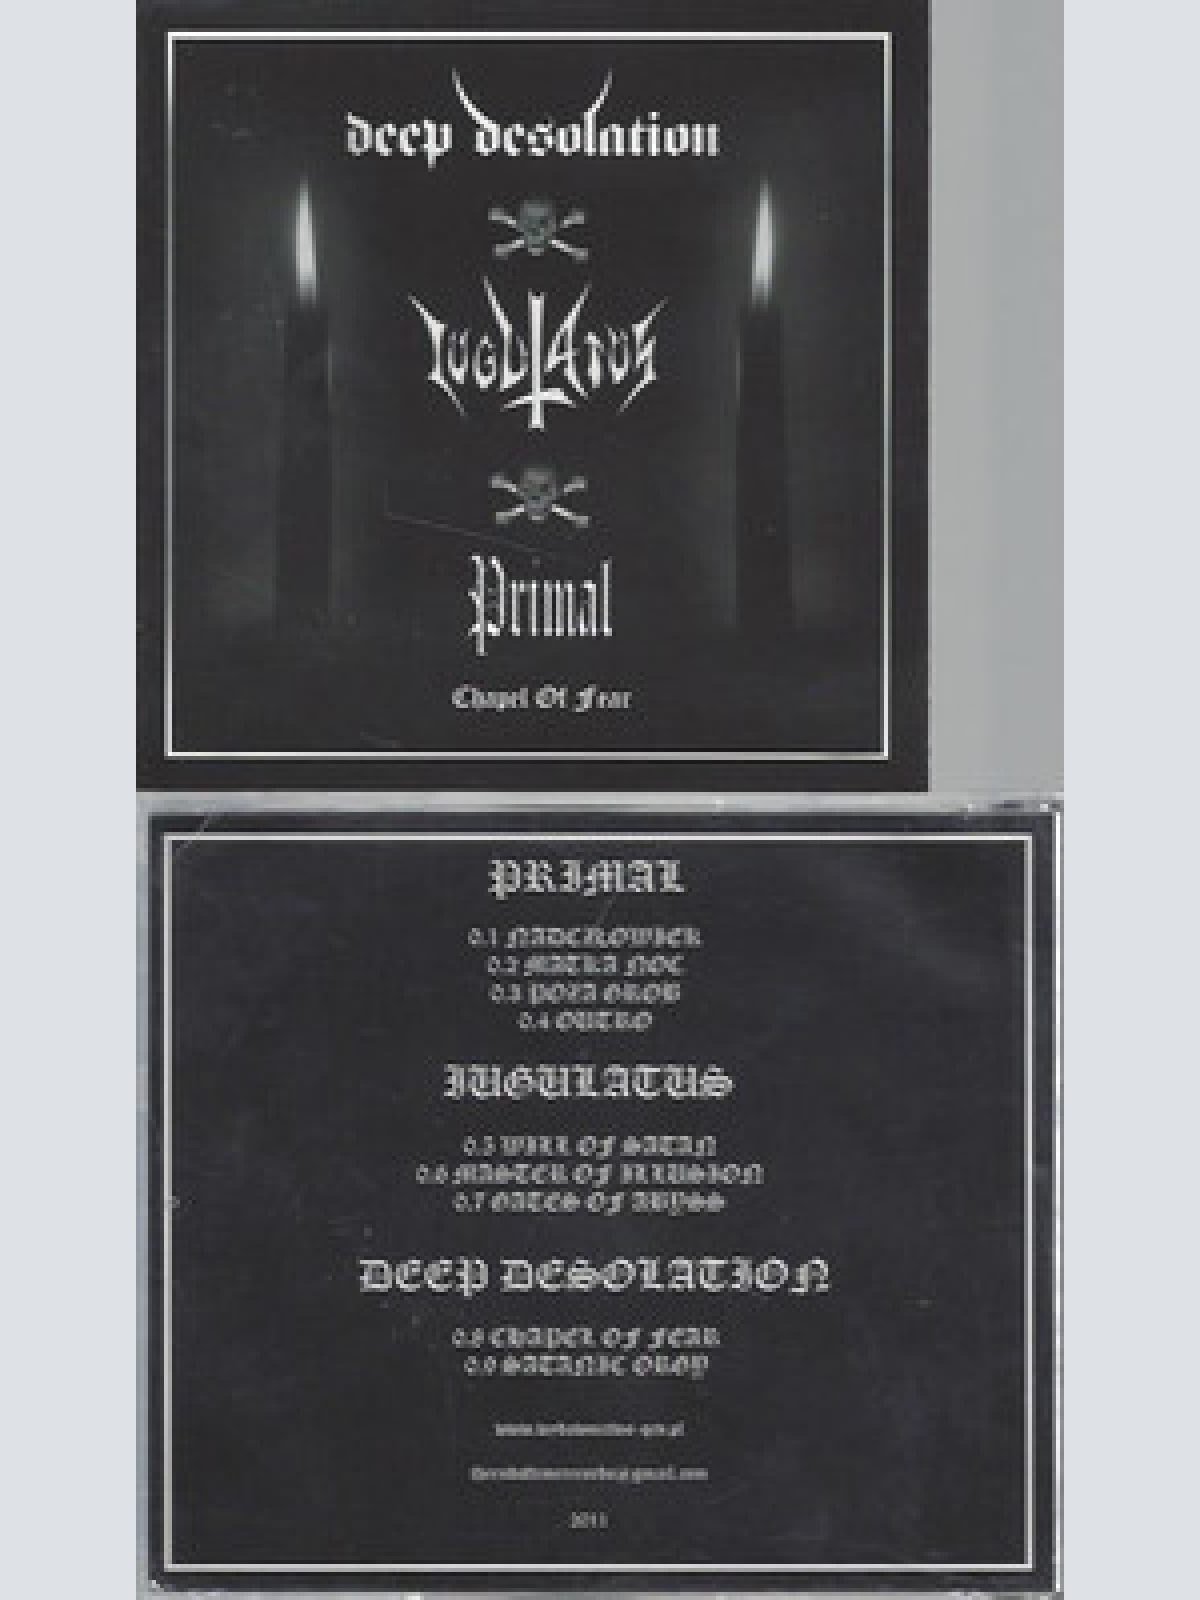 deep desolation
IUGULATUS
Primal
Chapel Of Fear
PRIMAL
0.1 NADCZŁOWIEK
0.2 MATKA NOC
0.3 POZA GRÓB
0.4 OUTRO
IUGULATUS
0.5 WILL OF SATAN
0.6 MASTER OF ILLUSION
0.7 GATES OF ABYSS
DEEP DESOLATION
0.8 CHAPEL OF FEAR
0.9 SATANIC ORGY